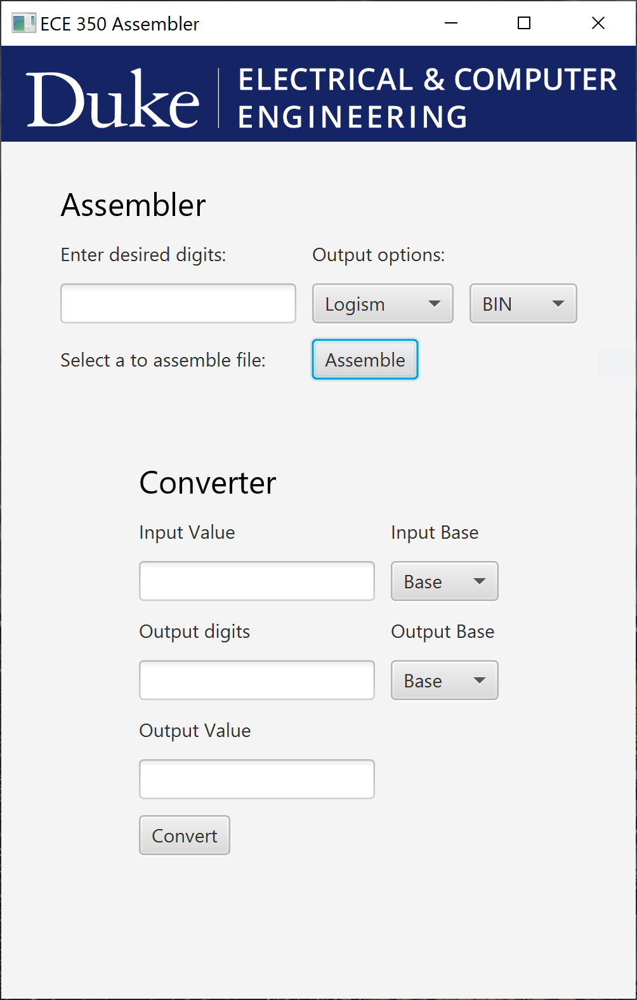 ECE 350 Assembler
Duke
ELECTRICAL & COMPUTER
ENGINEERING
Assembler
Enter desired digits: Output options:
Logism BIN
Select a to assemble file: Assemble
Converter
Input Value Input Base
Base
Output digits Output Base
Base
Output Value
Convert